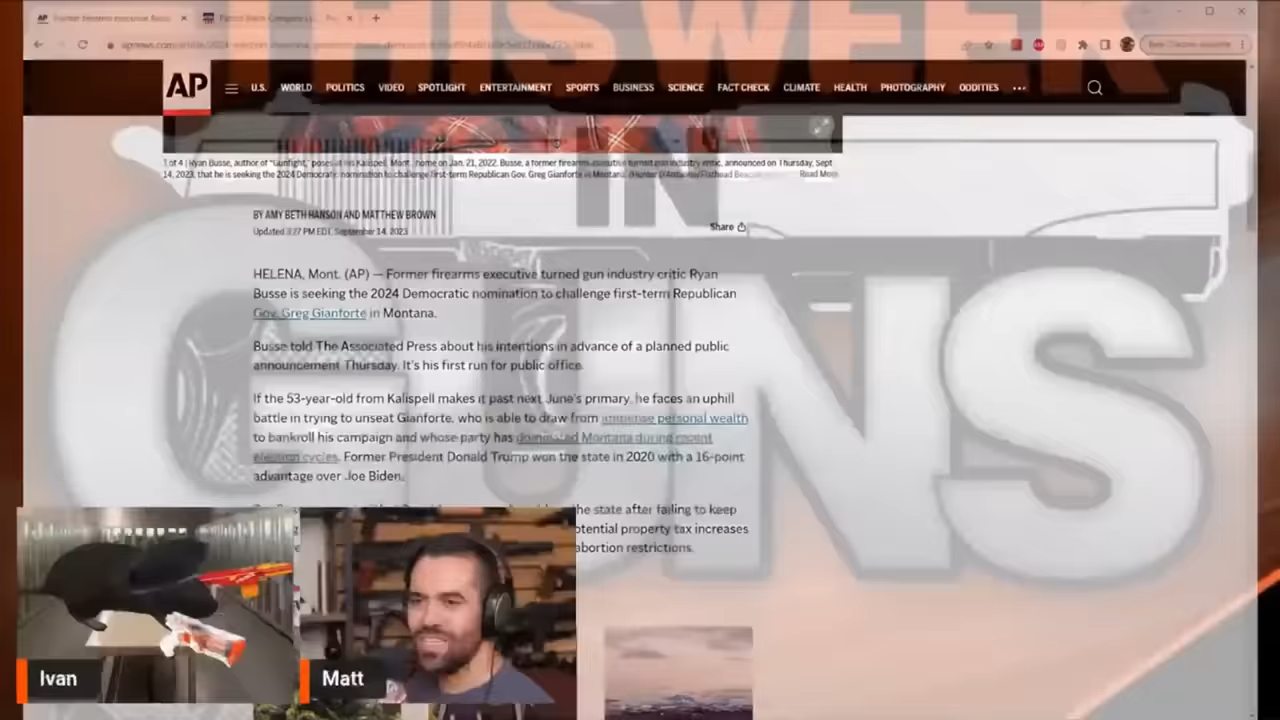 THIS WEEK
IN
GUNS
AP
U.S. WORLD POLITICS VIDEO SPOTLIGHT ENTERTAINMENT SPORTS BUSINESS SCIENCE FACT CHECK CLIMATE HEALTH PHOTOGRAPHY ODDITIES
1 of 4 | Ryan Busse, author of "Gunfight," poses at his Kalispell, Mont., home on Jan. 21, 2022. Busse, a former firearms executive turned gun industry critic, announced on Thursday, Sept
14, 2023, that he is seeking the 2024 Democratic nomination to challenge first-term Republican Gov. Greg Gianforte in Montana. Read More
BY AMY BETH HANSON AND MATTHEW BROWN
Updated 3:27 PM EDT, September 14, 2023
Share
HELENA, Mont. (AP) — Former firearms executive turned gun industry critic Ryan
Busse is seeking the 2024 Democratic nomination to challenge first-term Republican
Gov. Greg Gianforte in Montana.
Busse told The Associated Press about his intentions in advance of a planned public
announcement Thursday. It's his first run for public office.
If the 53-year-old from Kalispell makes it past next June's primary, he faces an uphill
battle in trying to unseat Gianforte, who is able to draw from immense personal wealth
to bankroll his campaign and whose party has dominated Montana during recent
election cycles. Former President Donald Trump won the state in 2020 with a 16-point
advantage over Joe Biden.
the state after failing to keep
potential property tax increases
abortion restrictions.
Ivan
Matt